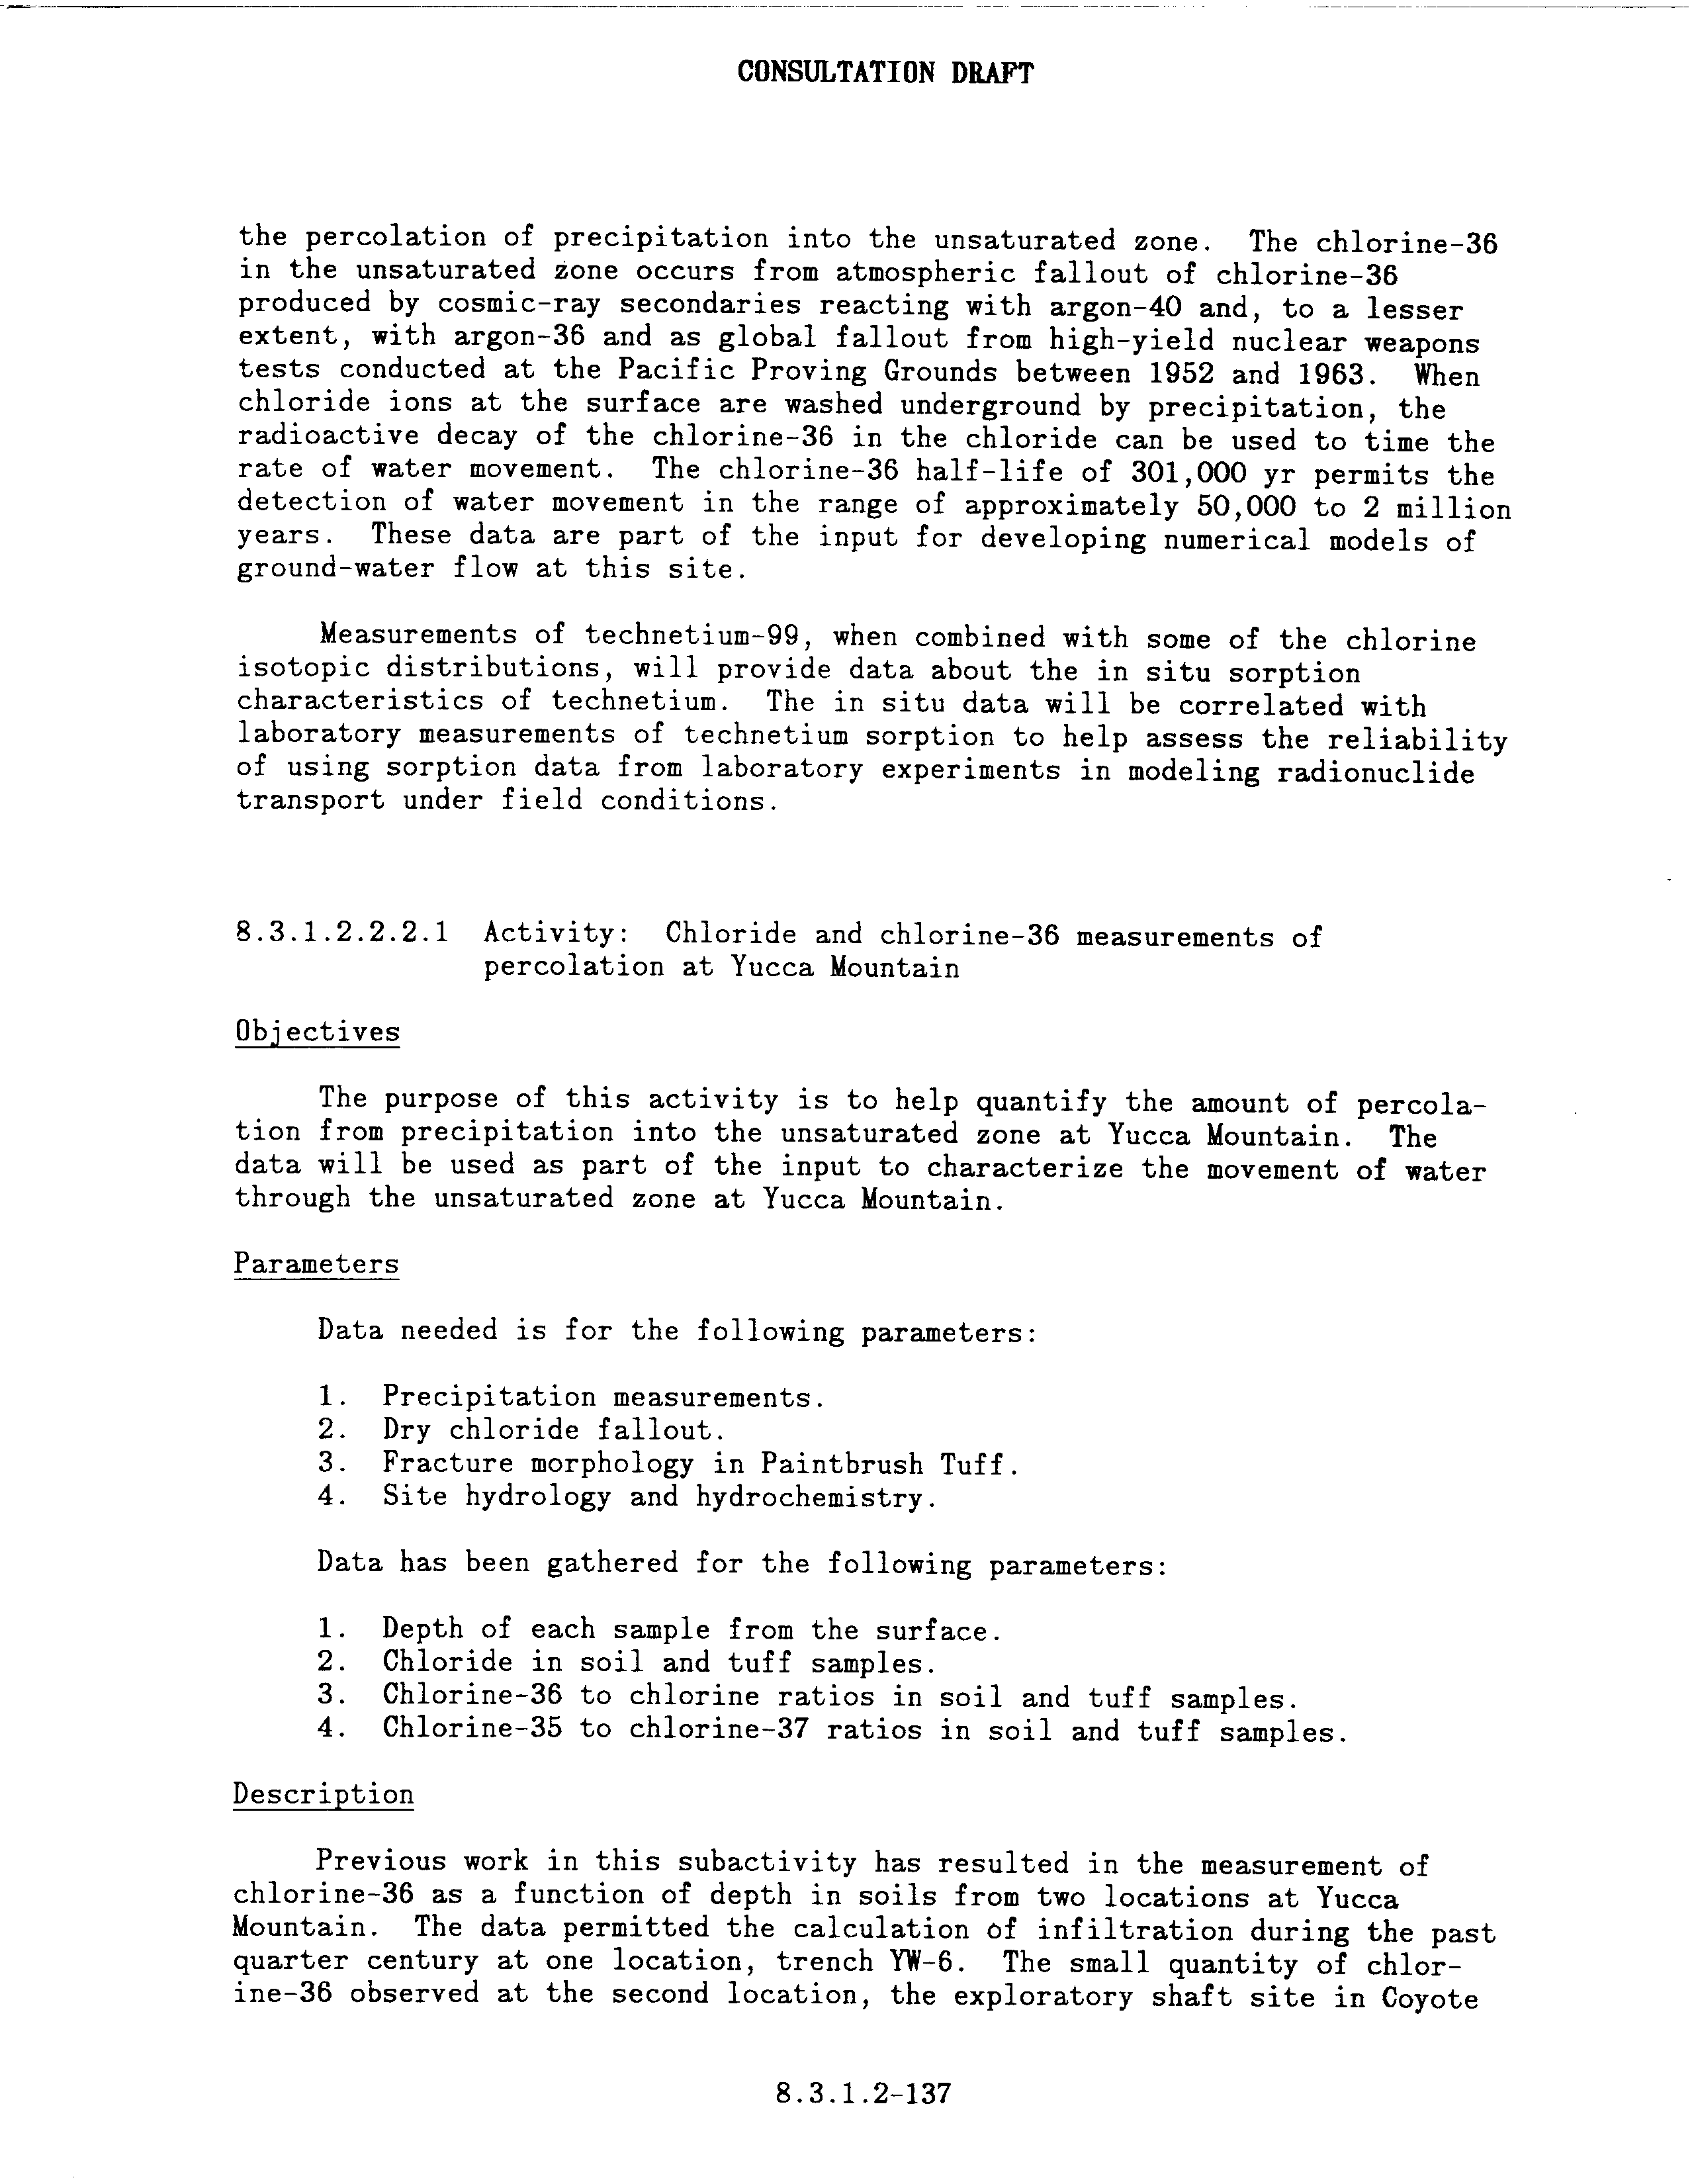 CONSULTATION DRAFT
the percolation of precipitation into the unsaturated zone. The chlorine-36
in the unsaturated zone occurs from atmospheric fallout of chlorine-36
produced by cosmic-ray secondaries reacting with argon-40 and, to a lesser
extent, with argon-36 and as global fallout from high-yield nuclear weapons
tests conducted at the Pacific Proving Grounds between 1952 and 1963. When
chloride ions at the surface are washed underground by precipitation, the
radioactive decay of the chlorine-36 in the chloride can be used to time the
rate of water movement. The chlorine-36 half-life of 301,000 yr permits the
detection of water movement in the range of approximately 50,000 to 2 million
years. These data are part of the input for developing numerical models of
ground-water flow at this site.
Measurements of technetium-99, when combined with some of the chlorine
isotopic distributions, will provide data about the in situ sorption
characteristics of technetium. The in situ data will be correlated with
laboratory measurements of technetium sorption to help assess the reliability
of using sorption data from laboratory experiments in modeling radionuclide
transport under field conditions.
8.3.1.2.2.2.1 Activity: Chloride and chlorine-36 measurements of
percolation at Yucca Mountain
Objectives
The purpose of this activity is to help quantify the amount of percola-
tion from precipitation into the unsaturated zone at Yucca Mountain. The
data will be used as part of the input to characterize the movement of water
through the unsaturated zone at Yucca Mountain.
Parameters
Data needed is for the following parameters:
1. Precipitation measurements.
2. Dry chloride fallout.
3. Fracture morphology in Paintbrush Tuff.
4. Site hydrology and hydrochemistry.
Data has been gathered for the following parameters:
1. Depth of each sample from the surface.
2. Chloride in soil and tuff samples.
3. Chlorine-36 to chlorine ratios in soil and tuff samples.
4. Chlorine-35 to chlorine-37 ratios in soil and tuff samples.
Description
Previous work in this subactivity has resulted in the measurement of
chlorine-36 as a function of depth in soils from two locations at Yucca
Mountain. The data permitted the calculation of infiltration during the past
quarter century at one location, trench YW-6. The small quantity of chlor-
ine-36 observed at the second location, the exploratory shaft site in Coyote
8.3.1.2-137